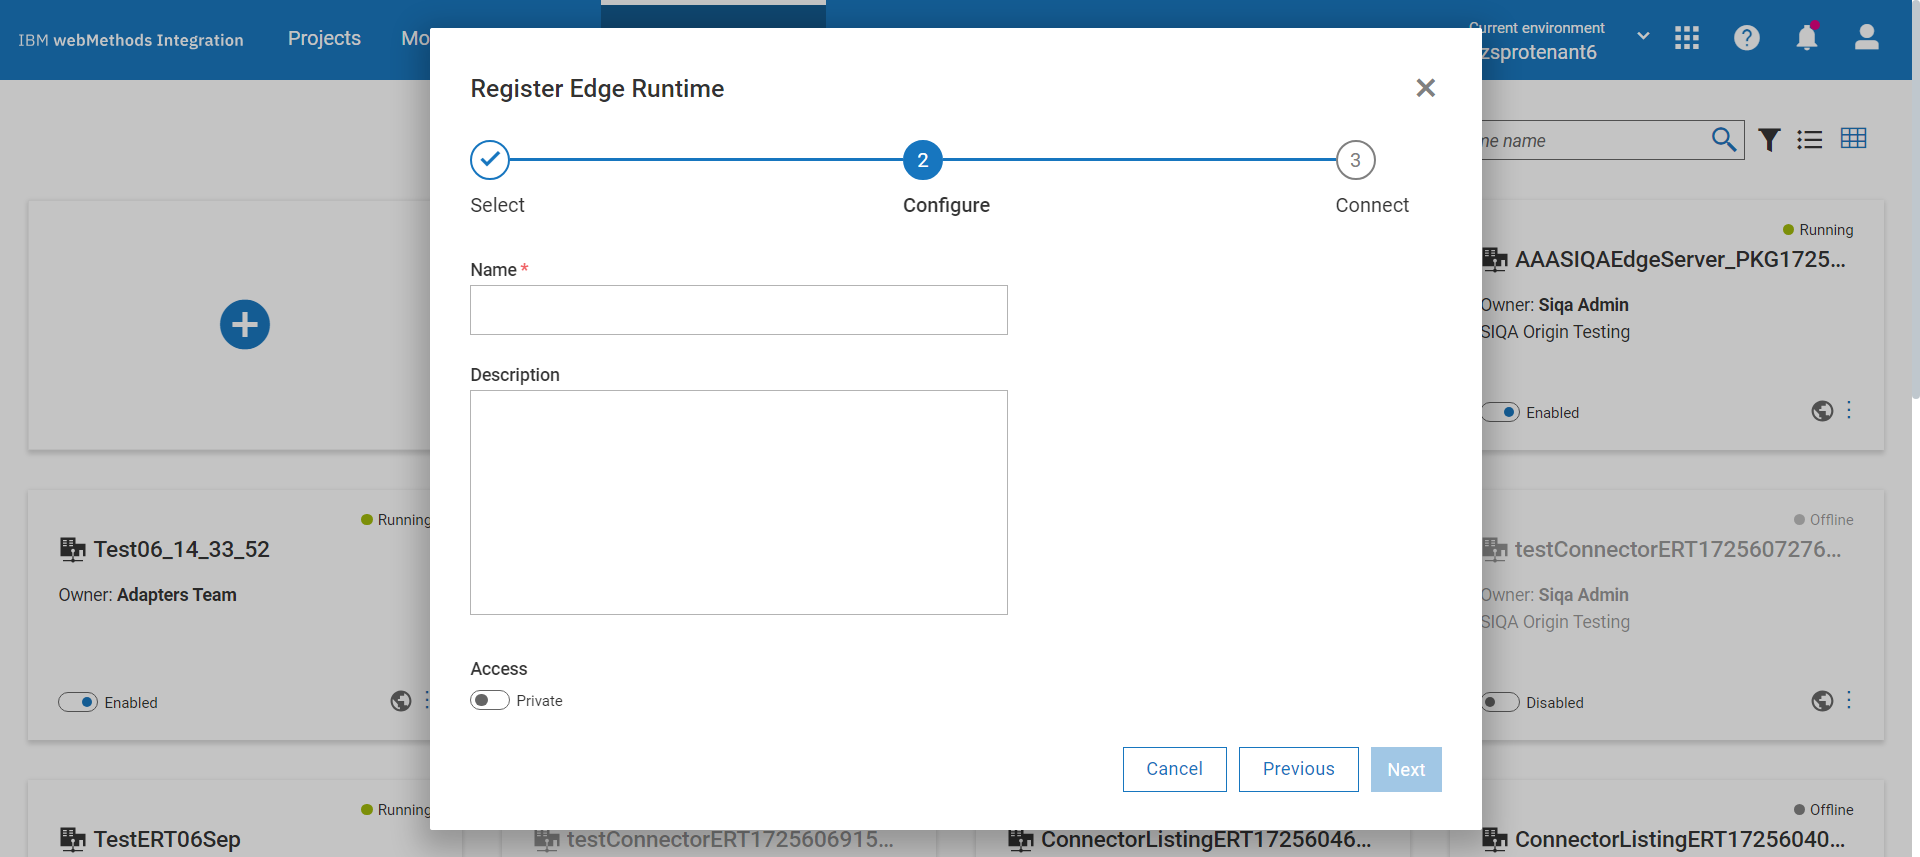 IBM webMethods Integration
Projects
Mo
Current environment
zsprotenant6
Register Edge Runtime
2
3
Select
Configure
Connect
Name *
Description
Access
Private
Cancel
Previous
Next
me name
Running
AAASIQAEdgeServer_PKG1725...
Owner: Siqa Admin
SIQA Origin Testing
Enabled
Running
Test06_14_33_52
Owner: Adapters Team
Enabled
Offline
testConnectorERT1725607276...
Owner: Siqa Admin
SIQA Origin Testing
Disabled
Running
TestERT06Sep
testConnectorERT1725606915...
ConnectorListingERT17256046...
Offline
ConnectorListingERT17256040...